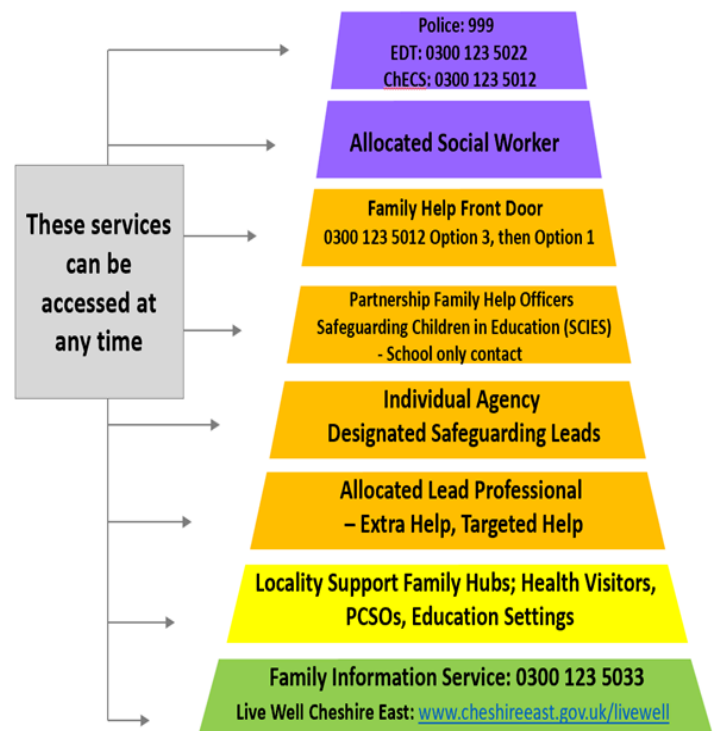 Police: 999
EDT: 0300 123 5022
ChECS: 0300 123 5012
Allocated Social Worker
These services
can be
accessed at
any time
Family Help Front Door
0300 123 5012 Option 3, then Option 1
Partnership Family Help Officers
Safeguarding Children in Education (SCIES)
- School only contact
Individual Agency
Designated Safeguarding Leads
Allocated Lead Professional
– Extra Help, Targeted Help
Locality Support Family Hubs; Health Visitors,
PCSOs, Education Settings
Family Information Service: 0300 123 5033
Live Well Cheshire East: www.cheshireeast.gov.uk/livewell